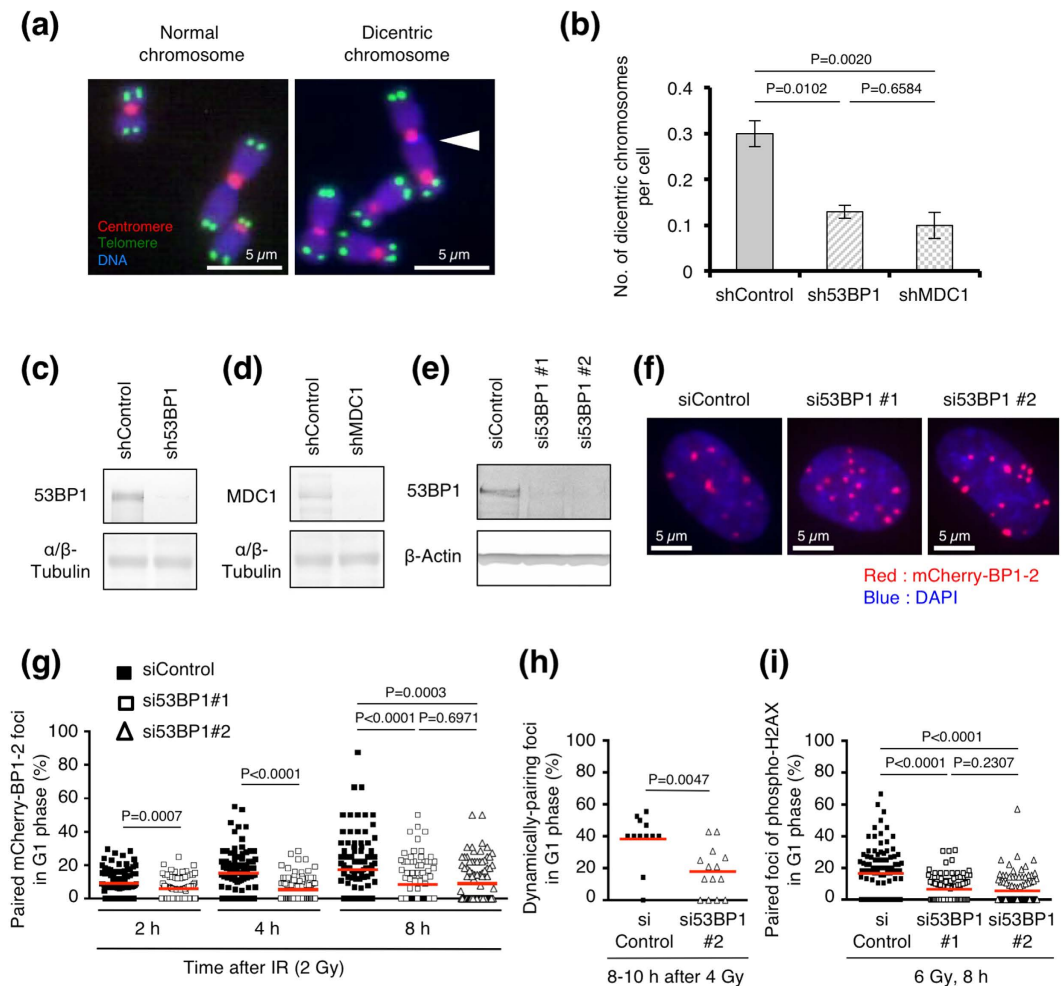 (a)
Normal
chromosome
Dicentric
chromosome
Centromere
Telomere
DNA
5 µm
5 µm
(b)
P=0.0020
P=0.0102
P=0.6584
No. of dicentric chromosomes
per cell
0.4
0.3
0.2
0.1
0
shControl
sh53BP1
shMDC1
(c)
shControl
sh53BP1
53BP1
α/β-
Tubulin
(d)
shControl
shMDC1
MDC1
α/β-
Tubulin
(e)
siControl
si53BP1 #1
si53BP1 #2
53BP1
β-Actin
(f)
siControl
si53BP1 #1
si53BP1 #2
5 µm
5 µm
5 µm
Red : mCherry-BP1-2
Blue : DAPI
(g)
siControl
si53BP1#1
si53BP1#2
P=0.0007
P<0.0001
P=0.0003
P<0.0001
P=0.6971
Paired mCherry-BP1-2 foci
in G1 phase (%)
100
80
60
40
20
0
2 h
4 h
8 h
Time after IR (2 Gy)
(h)
P=0.0047
Dynamically-pairing foci
in G1 phase (%)
100
80
60
40
20
0
si
Control
si53BP1
#2
8-10 h after 4 Gy
(i)
P<0.0001
P<0.0001
P=0.2307
Paired foci of phospho-H2AX
in G1 phase (%)
100
80
60
40
20
0
si
Control
si53BP1
#1
si53BP1
#2
6 Gy, 8 h